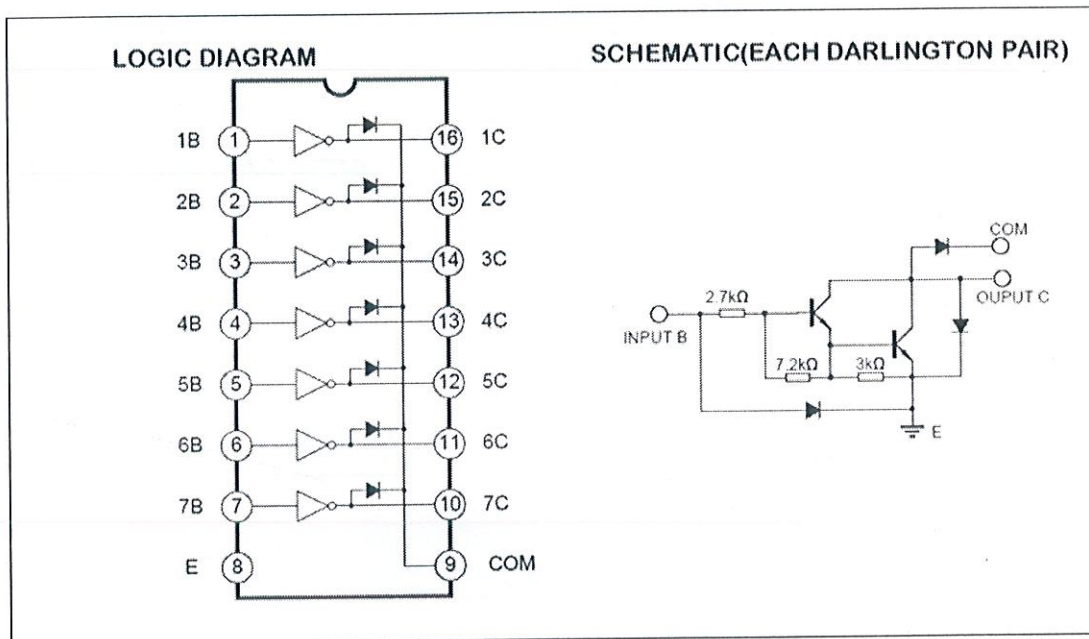 LOGIC DIAGRAM
SCHEMATIC(EACH DARLINGTON PAIR)
1B 1 16 1C
2B 2 15 2C
3B 3 14 3C
4B 4 13 4C
5B 5 12 5C
6B 6 11 6C
7B 7 10 7C
E 8 9 COM
COM
OUPUT C
2.7kΩ
INPUT B
7.2kΩ 3kΩ
E